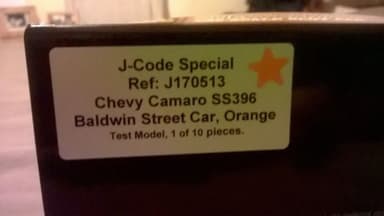 J-Code Special
Ref: J170513
Chevy Camaro SS396
Baldwin Street Car, Orange
Test Model, 1 of 10 pieces.